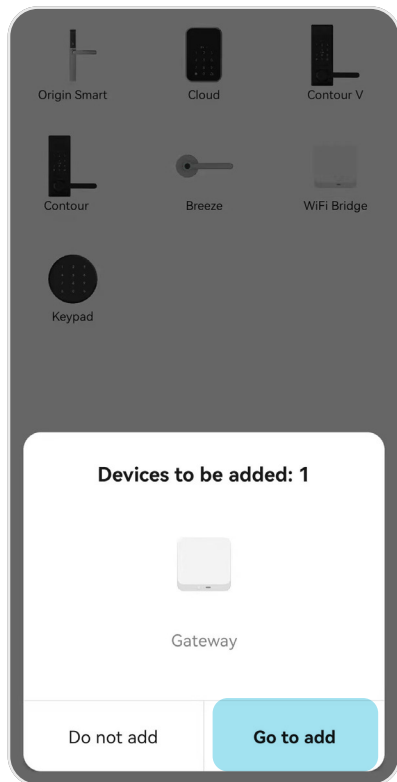 Origin Smart
Cloud
Contour V
Contour
Breeze
WiFi Bridge
Keypad
Devices to be added: 1
Gateway
Do not add
Go to add